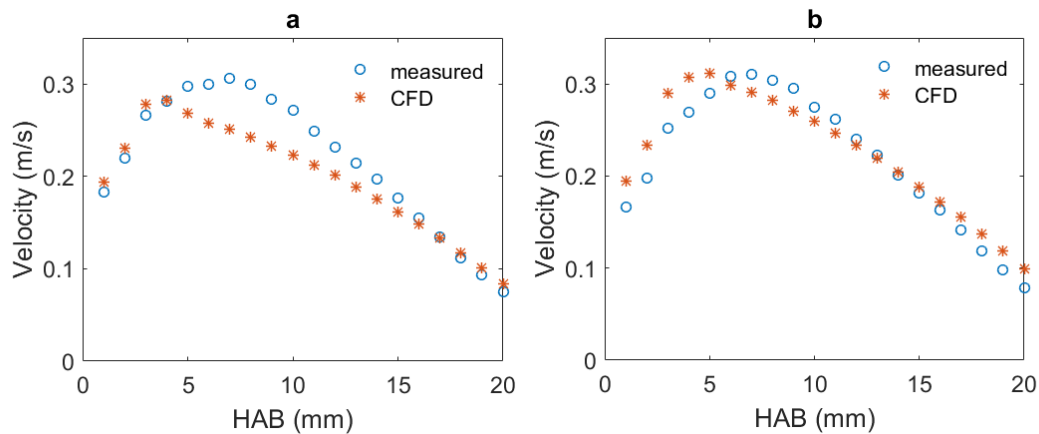 a
measured
CFD
Velocity (m/s)
0.3
0.2
0.1
0
0 5 10 15 20
HAB (mm)
b
measured
CFD
Velocity (m/s)
0.3
0.2
0.1
0
0 5 10 15 20
HAB (mm)